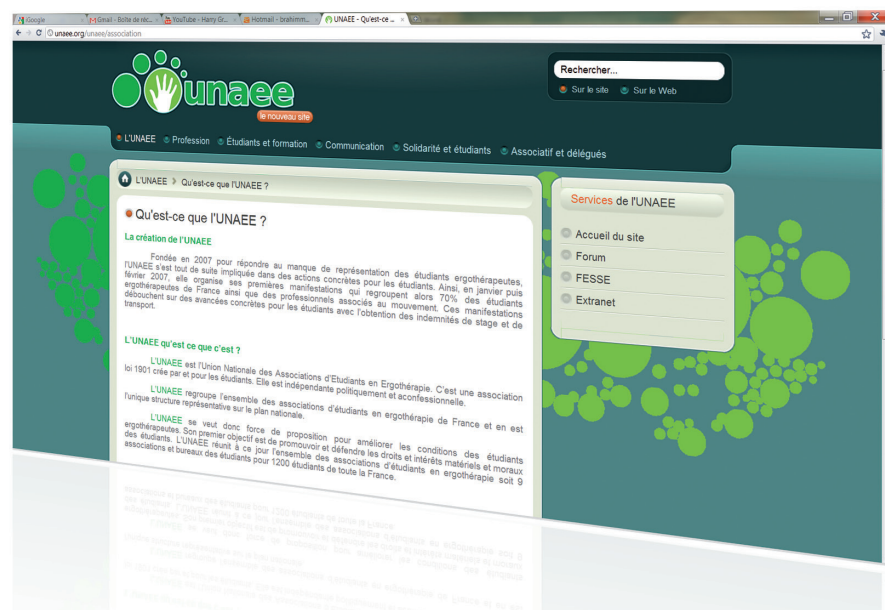 iGoogle
Gmail - Boîte de réc...
YouTube - Harry Gr...
Hotmail - brahimm...
UNAEE - Qu'est-ce ...
unaee.org/unaee/association
unaee
le nouveau site
Rechercher...
Sur le site Sur le Web
L'UNAEE Profession Étudiants et formation Communication Solidarité et étudiants Associatif et délégués
L'UNAEE Qu'est-ce que l'UNAEE ?
Qu'est-ce que l'UNAEE ?
La création de l'UNAEE
Fondée en 2007 pour répondre au manque de représentation des étudiants ergothérapeutes,
l'UNAEE s'est tout de suite impliquée dans des actions concrètes pour les étudiants. Ainsi, en janvier puis
février 2007, elle organise ses premières manifestations qui regroupent alors 70% des étudiants
ergothérapeutes de France ainsi que des professionnels associés au mouvement. Ces manifestations
débouchent sur des avancées concrètes pour les étudiants avec l'obtention des indemnités de stage et de
transport.
L'UNAEE qu'est ce que c'est ?
L'UNAEE est l'Union Nationale des Associations d'Etudiants en Ergothérapie. C'est une association
loi 1901 crée par et pour les étudiants. Elle est indépendante politiquement et aconfessionelle.
L'UNAEE regroupe l'ensemble des associations d'étudiants en ergothérapie de France et en est
l'unique structure représentative sur le plan nationale.
L'UNAEE se veut donc force de proposition pour améliorer les conditions des étudiants
ergothérapeutes. Son premier objectif est de promouvoir et défendre les droits et intérêts matériels et moraux
des étudiants. L'UNAEE réunit à ce jour l'ensemble des associations d'étudiants en ergothérapie soit 9
associations et bureaux des étudiants pour 1200 étudiants de toute la France.
Services de l'UNAEE
Accueil du site
Forum
FESSE
Extranet